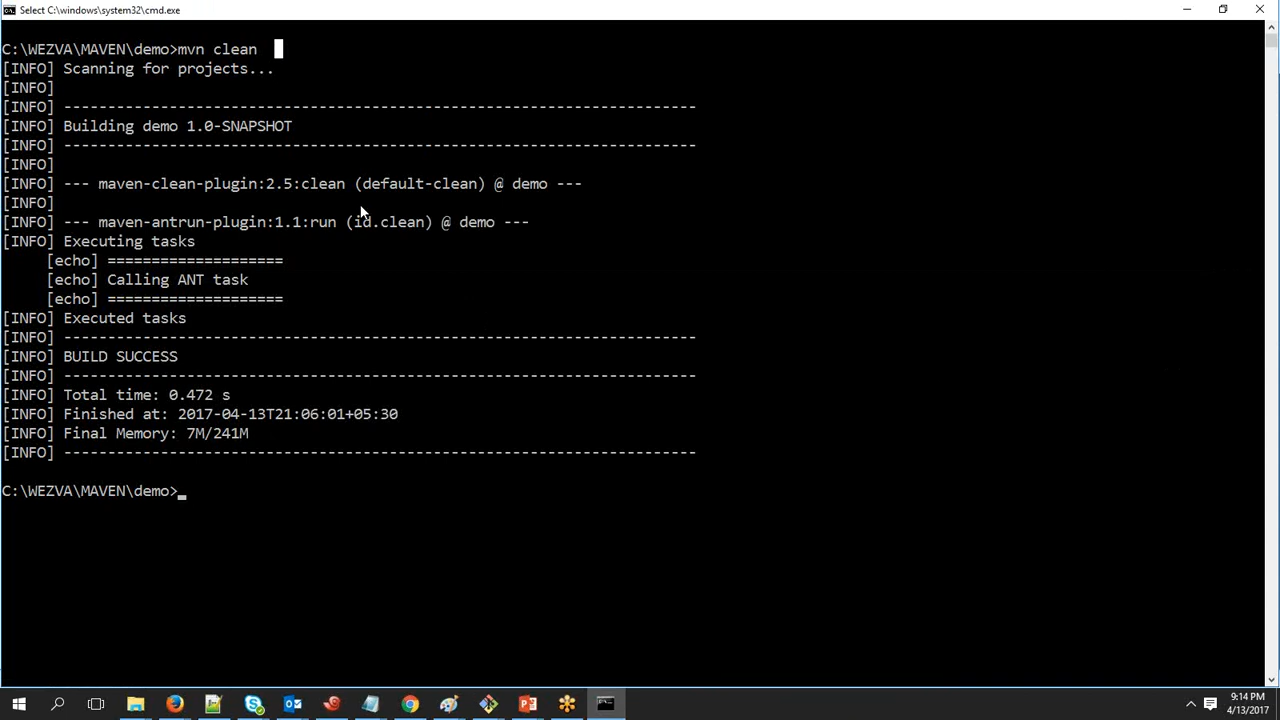 Select C:\windows\system32\cmd.exe
C:\WEZVA\MAVEN\demo>mvn clean
[INFO] Scanning for projects...
[INFO]
[INFO] ------------------------------------------------------------------------
[INFO] Building demo 1.0-SNAPSHOT
[INFO] ------------------------------------------------------------------------
[INFO]
[INFO] --- maven-clean-plugin:2.5:clean (default-clean) @ demo ---
[INFO]
[INFO] --- maven-antrun-plugin:1.1:run (id.clean) @ demo ---
[INFO] Executing tasks
[echo] ====================
[echo] Calling ANT task
[echo] ====================
[INFO] Executed tasks
[INFO] ------------------------------------------------------------------------
[INFO] BUILD SUCCESS
[INFO] ------------------------------------------------------------------------
[INFO] Total time: 0.472 s
[INFO] Finished at: 2017-04-13T21:06:01+05:30
[INFO] Final Memory: 7M/241M
[INFO] ------------------------------------------------------------------------
C:\WEZVA\MAVEN\demo>_
9:14 PM
4/13/2017